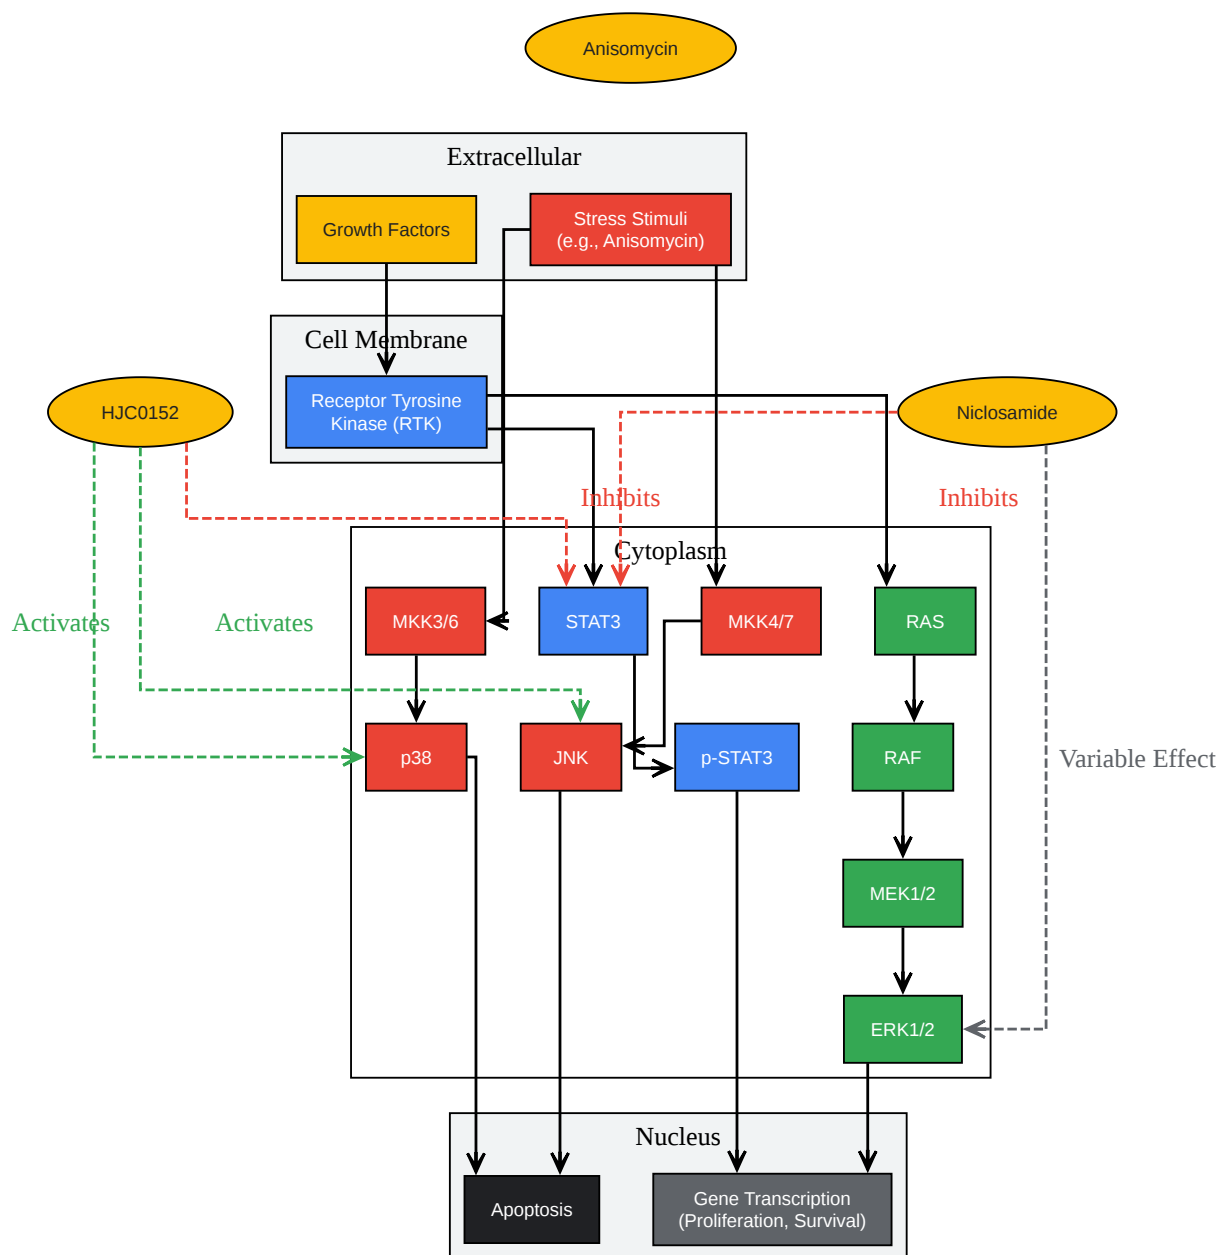 Anisomycin
Extracellular
Growth Factors
Stress Stimuli
(e.g., Anisomycin)
Cell Membrane
Receptor Tyrosine
Kinase (RTK)
HJC0152
Niclosamide
Inhibits
Inhibits
Cytoplasm
Activates
Activates
MKK3/6
STAT3
MKK4/7
RAS
p38
JNK
p-STAT3
RAF
Variable Effect
MEK1/2
ERK1/2
Nucleus
Apoptosis
Gene Transcription
(Proliferation, Survival)